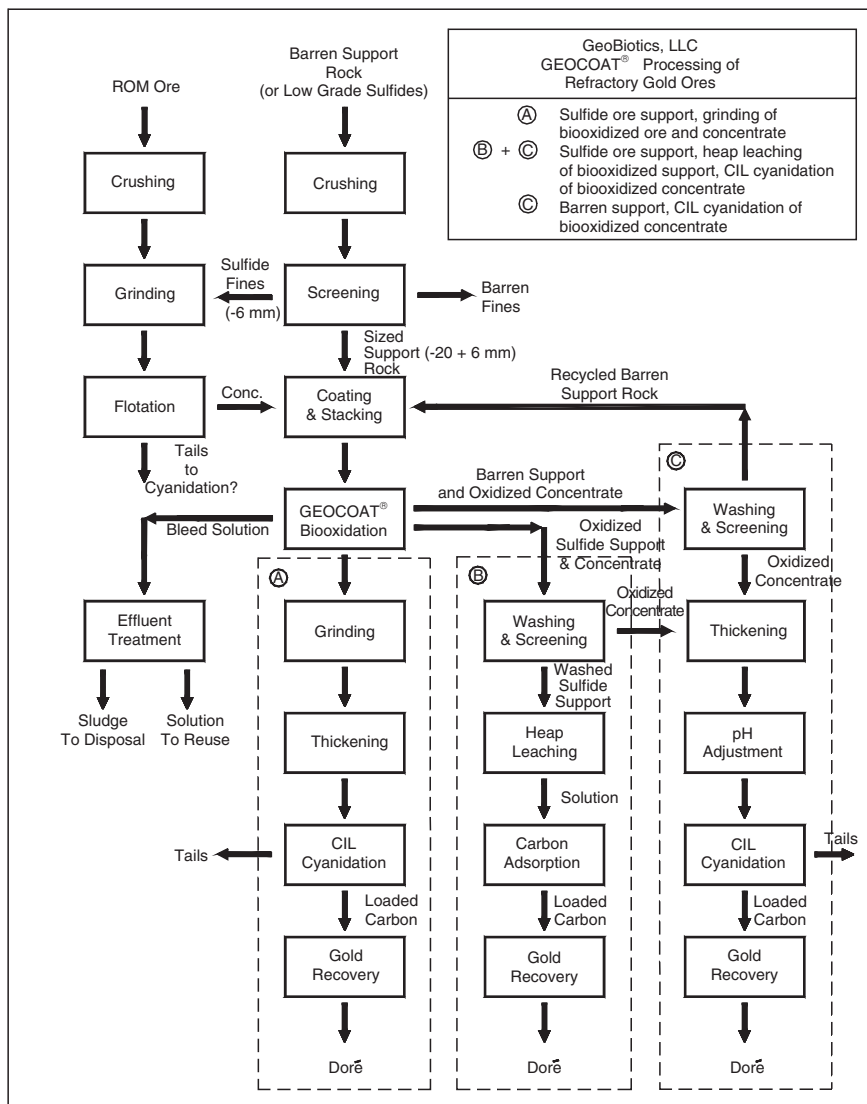 GeoBiotics, LLC
GEOCOAT® Processing of
Refractory Gold Ores
Ⓐ Sulfide ore support, grinding of
biooxidized ore and concentrate
Ⓑ + Ⓒ Sulfide ore support, heap leaching
of biooxidized support, CIL cyanidation
of biooxidized concentrate
Ⓒ Barren support, CIL cyanidation of
biooxidized concentrate
ROM Ore
Barren Support
Rock
(or Low Grade Sulfides)
Crushing
Crushing
Grinding
Sulfide
Fines
(-6 mm)
Screening
Barren
Fines
Sized
Support (-20 + 6 mm)
Rock
Flotation
Conc.
Coating
& Stacking
Recycled Barren
Support Rock
Tails
to
Cyanidation?
GEOCOAT®
Biooxidation
Bleed Solution
Barren Support
and Oxidized Concentrate
Oxidized
Sulfide Support
& Concentrate
Ⓒ
Washing
& Screening
Oxidized
Concentrate
Effluent
Treatment
Sludge
To Disposal
Solution
To Reuse
Ⓐ
Grinding
Thickening
CIL
Cyanidation
Tails
Loaded
Carbon
Gold
Recovery
Doré
Ⓑ
Washing
& Screening
Oxidized
Concentrate
Washed
Sulfide
Support
Heap
Leaching
Solution
Carbon
Adsorption
Loaded
Carbon
Gold
Recovery
Doré
Thickening
pH
Adjustment
CIL
Cyanidation
Tails
Loaded
Carbon
Gold
Recovery
Doré